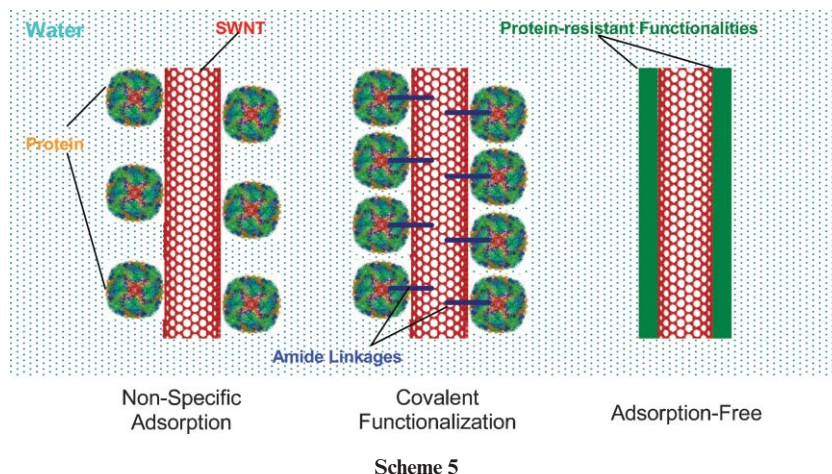 Water
SWNT
Protein-resistant Functionalities
Protein
Amide Linkages
Non-Specific
Adsorption
Covalent
Functionalization
Adsorption-Free
Scheme 5